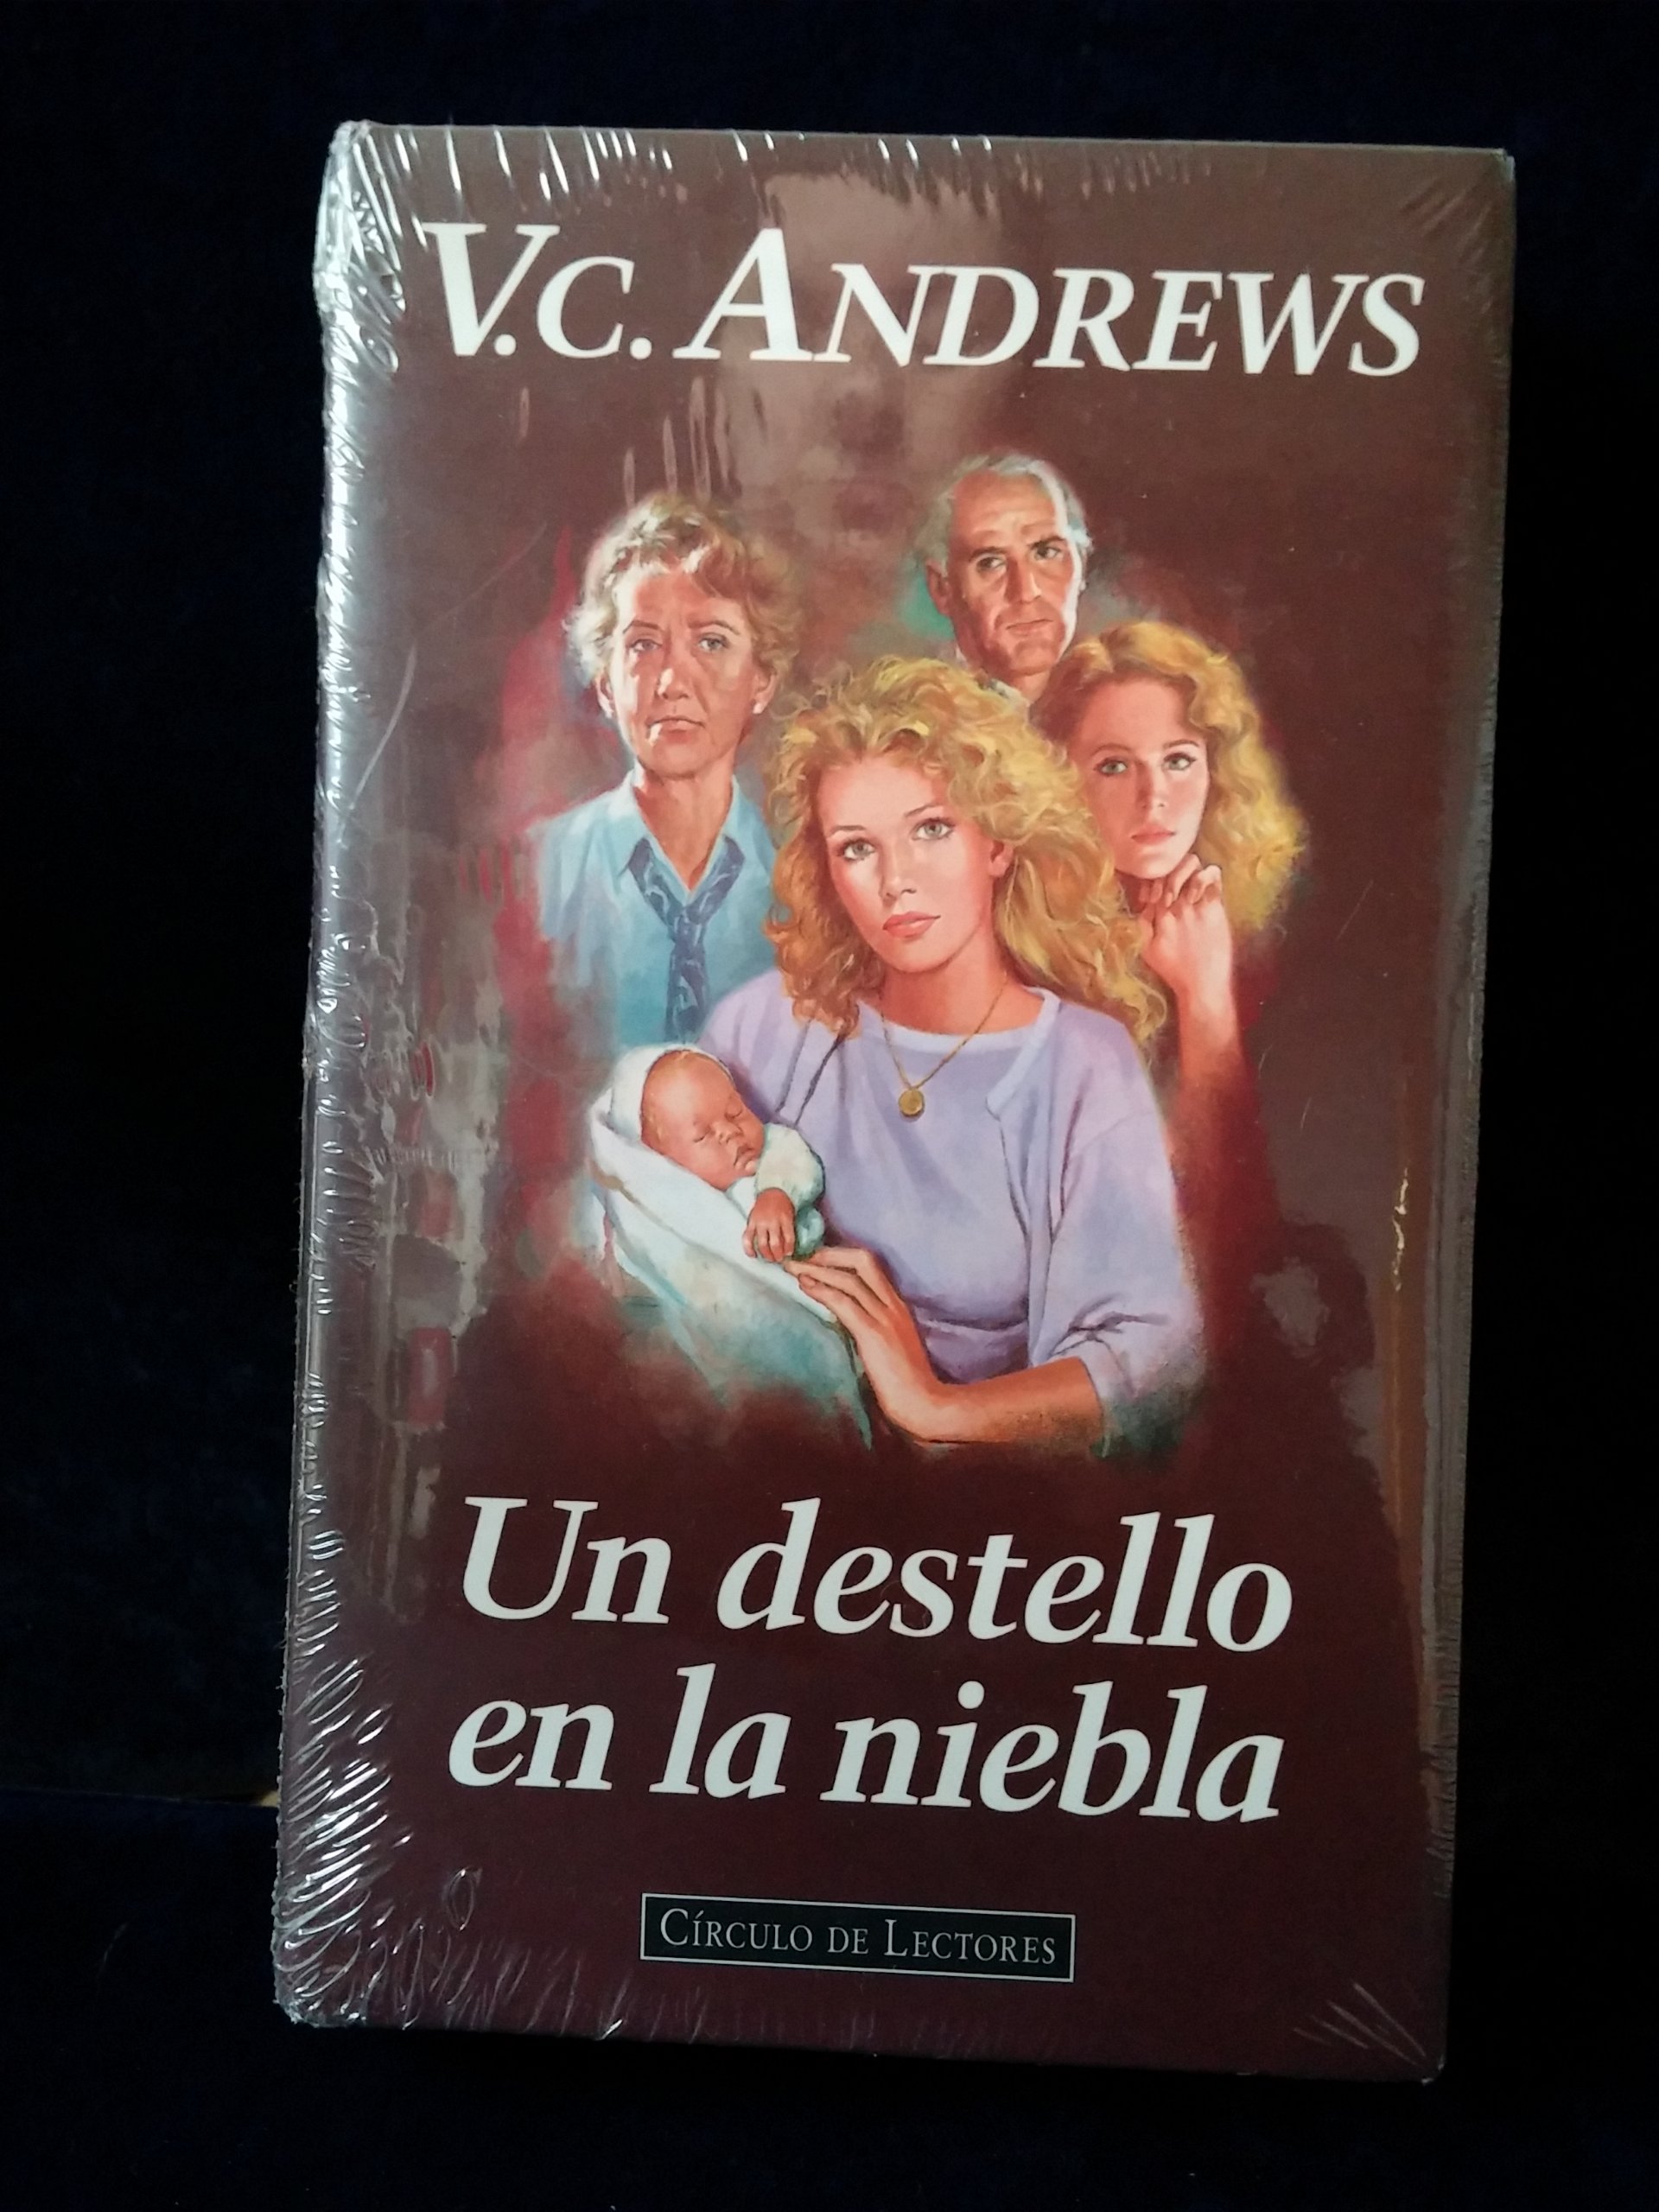 V.C. ANDREWS
Un destello
en la niebla
CÍRCULO DE LECTORES